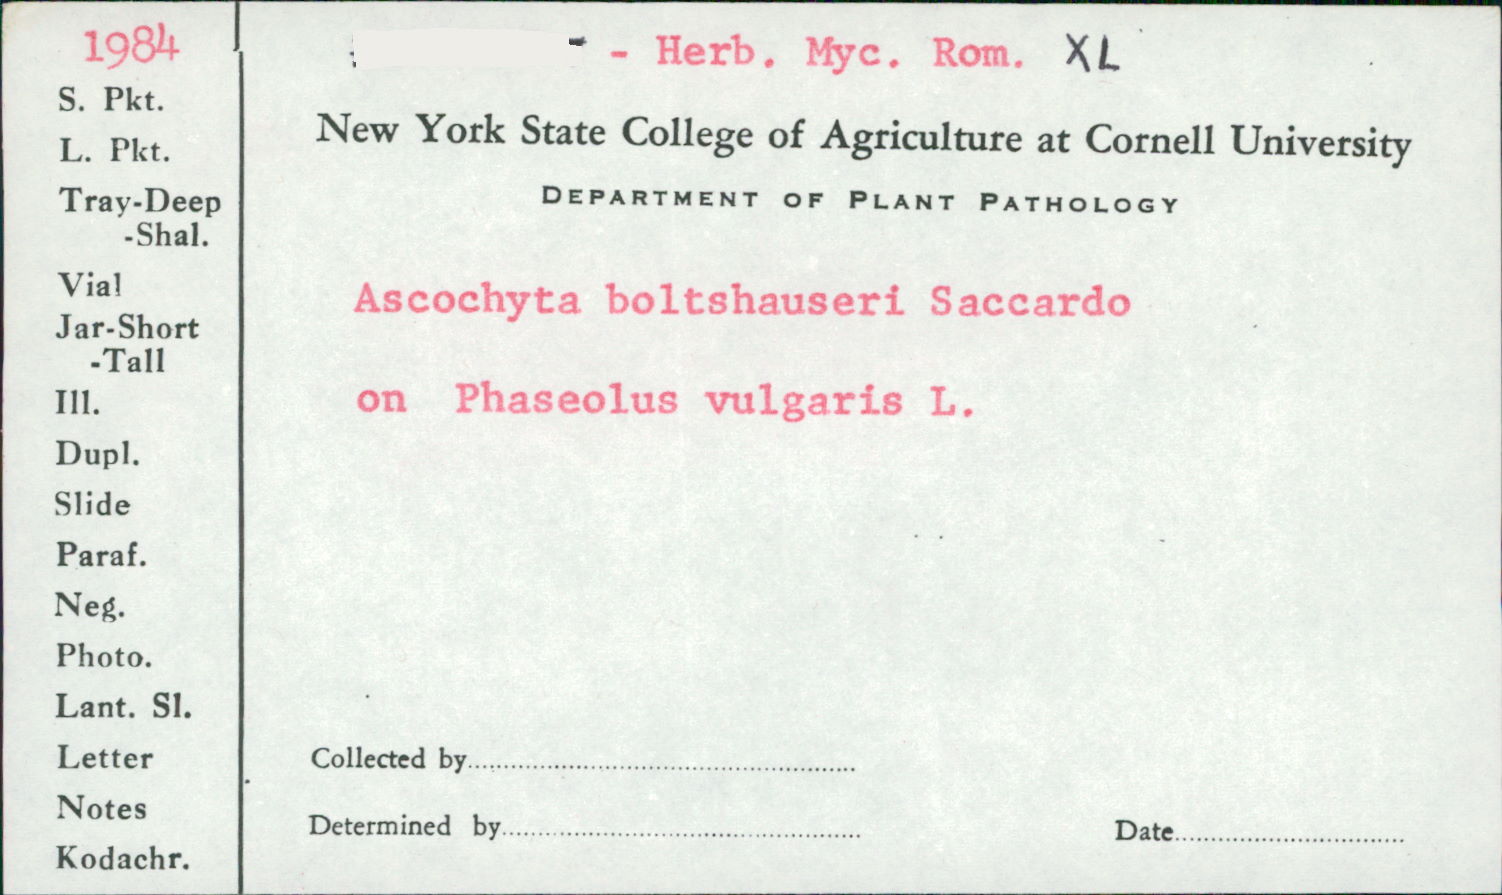 1984
S. Pkt.
L. Pkt.
Tray-Deep
-Shal.
Vial
Jar-Short
-Tall
Ill.
Dupl.
Slide
Paraf.
Neg.
Photo.
Lant. Sl.
Letter
Notes
Kodachr.
- Herb. Myc. Rom. XL
New York State College of Agriculture at Cornell University
DEPARTMENT OF PLANT PATHOLOGY
Ascochyta boltshauseri Saccardo
on Phaseolus vulgaris L.
Collected by
Determined by
Date